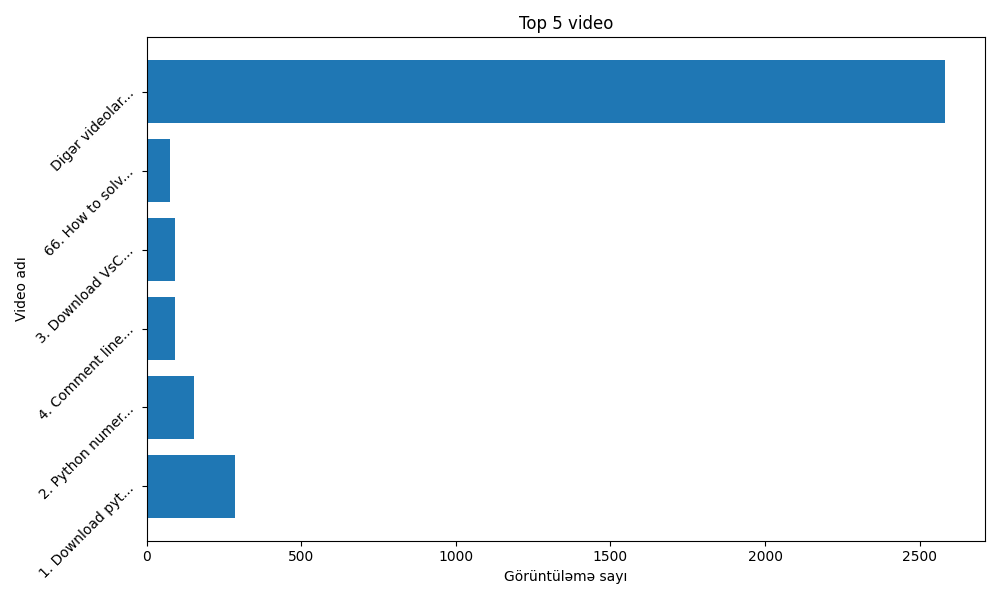 Top 5 video
Video adı
Digər videolar...
66. How to solv...
3. Download VsC...
4. Comment line...
2. Python numer...
1. Download pyt...
0 500 1000 1500 2000 2500
Görüntüləmə sayı